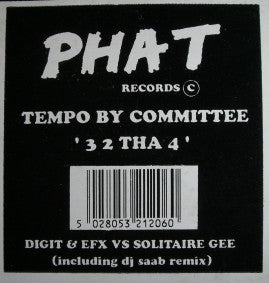 PHAT
RECORDS ©
TEMPO BY COMMITTEE
' 3 2 THA 4 '
5 028053 212060
DIGIT & EFX VS SOLITAIRE GEE
(including dj saab remix)